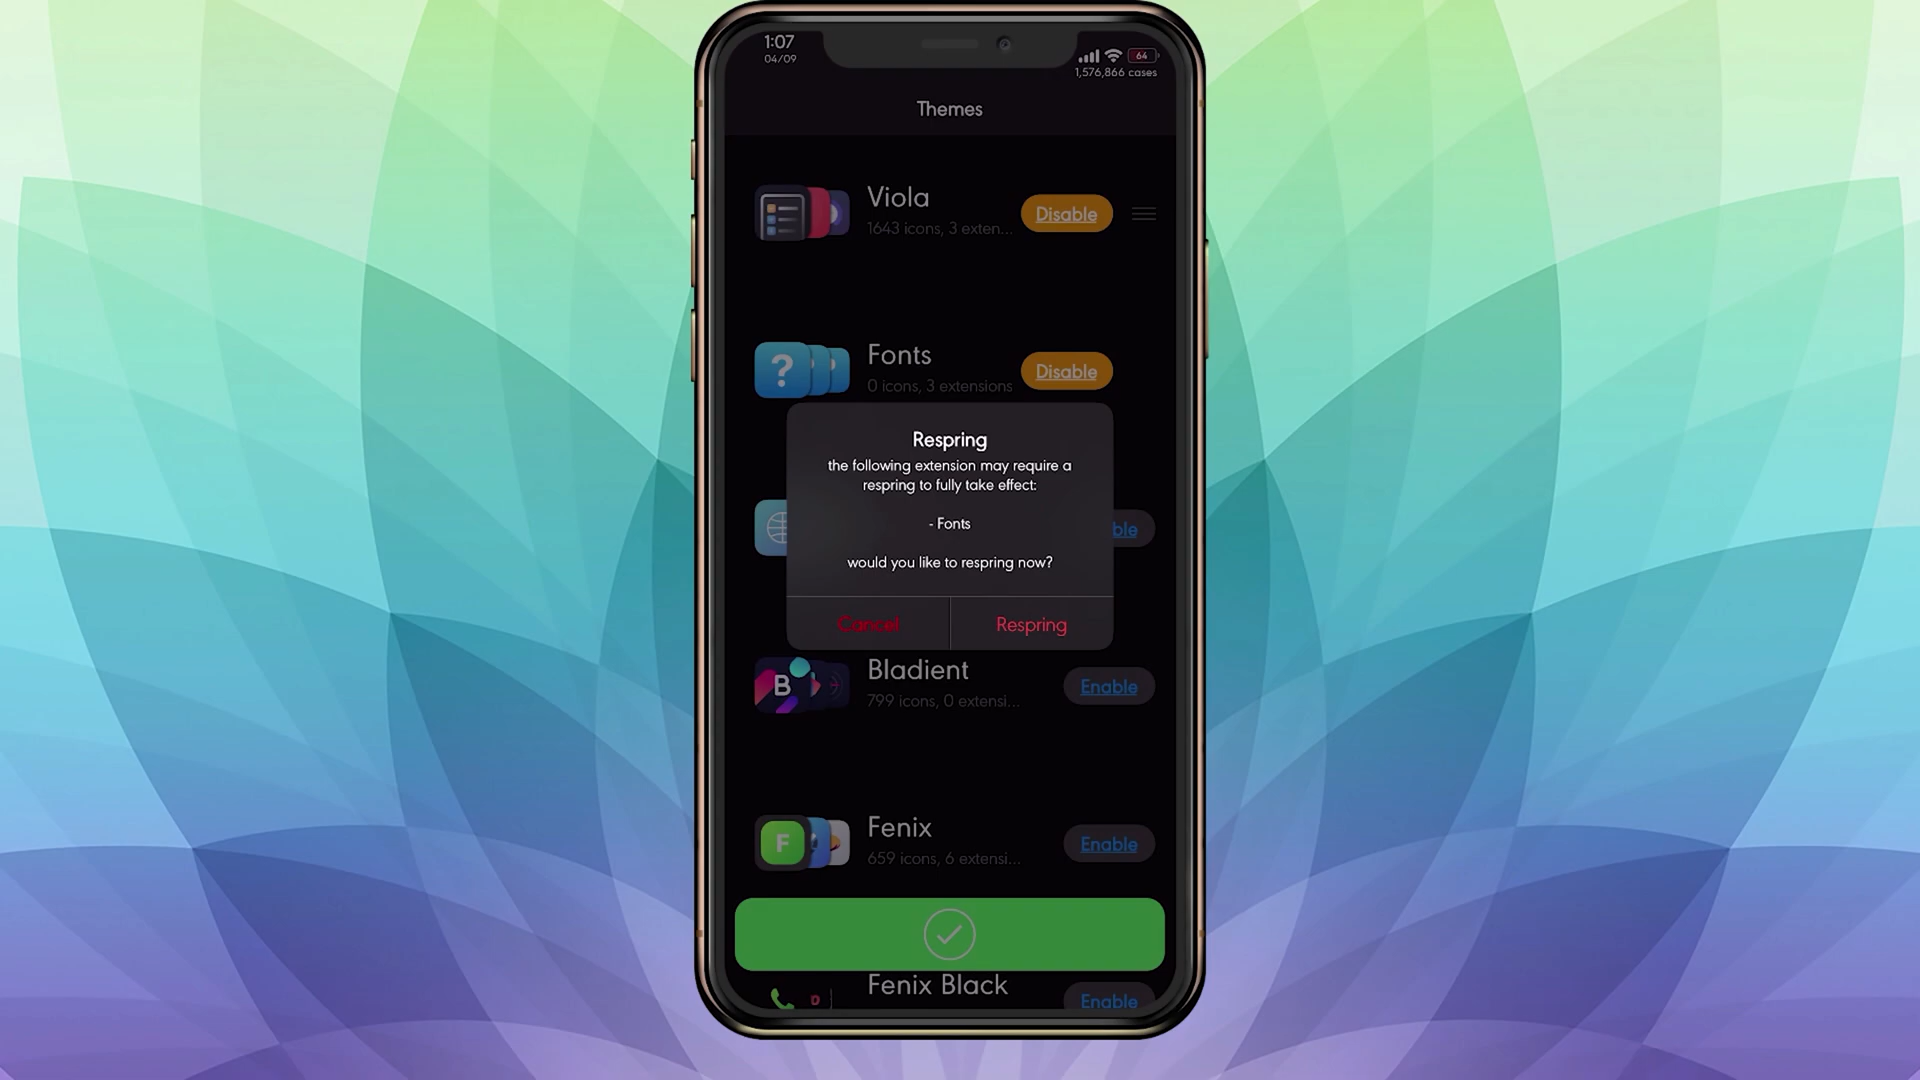 1:07
04/09
64
1,576,866 cases
Themes
Viola
1643 icons, 3 exten...
Disable
Fonts
0 icons, 3 extensions
Disable
?
Respring
the following extension may require a
respring to fully take effect:
- Fonts
would you like to respring now?
Cancel
Respring
ble
B
Bladient
799 icons, 0 extensi...
Enable
F
Fenix
659 icons, 6 extensi...
Enable
D
Fenix Black
Enable